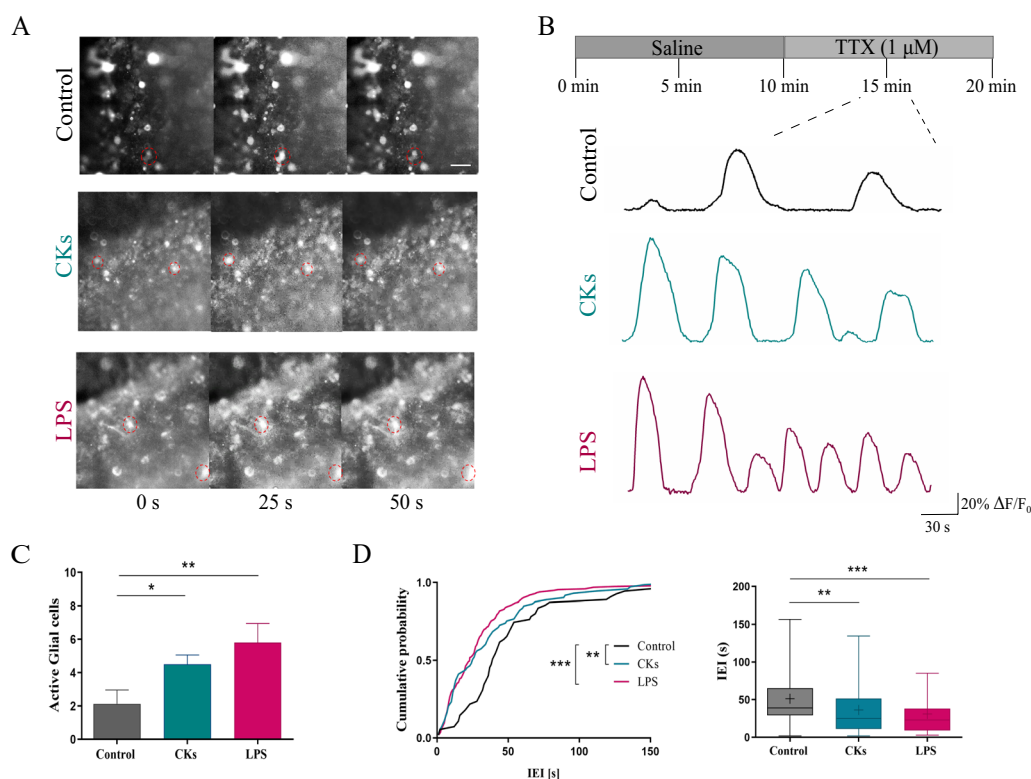 A
Control
CKs
LPS
0 s
25 s
50 s
B
Saline
TTX (1 μM)
0 min
5 min
10 min
15 min
20 min
Control
CKs
LPS
20% ΔF/F0
30 s
C
Active Glial cells
10
8
6
4
2
0
*
**
Control
CKs
LPS
D
Cumulative probability
1.0
0.5
0
50
100
150
IEI [s]
***
**
Control
CKs
LPS
IEI (s)
200
150
100
50
0
**
***
Control
CKs
LPS